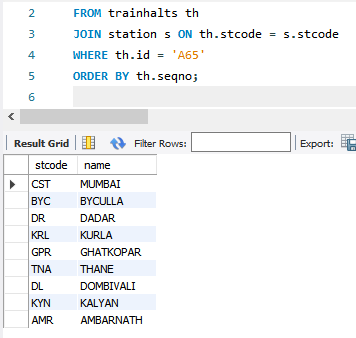 2 FROM trainhalts th
3 JOIN station s ON th.stcode = s.stcode
4 WHERE th.id = 'A65'
5 ORDER BY th.seqno;
6
Result Grid Filter Rows: Export:
stcode name
CST MUMBAI
BYC BYCULLA
DR DADAR
KRL KURLA
GPR GHATKOPAR
TNA THANE
DL DOMBIVALI
KYN KALYAN
AMR AMBARNATH